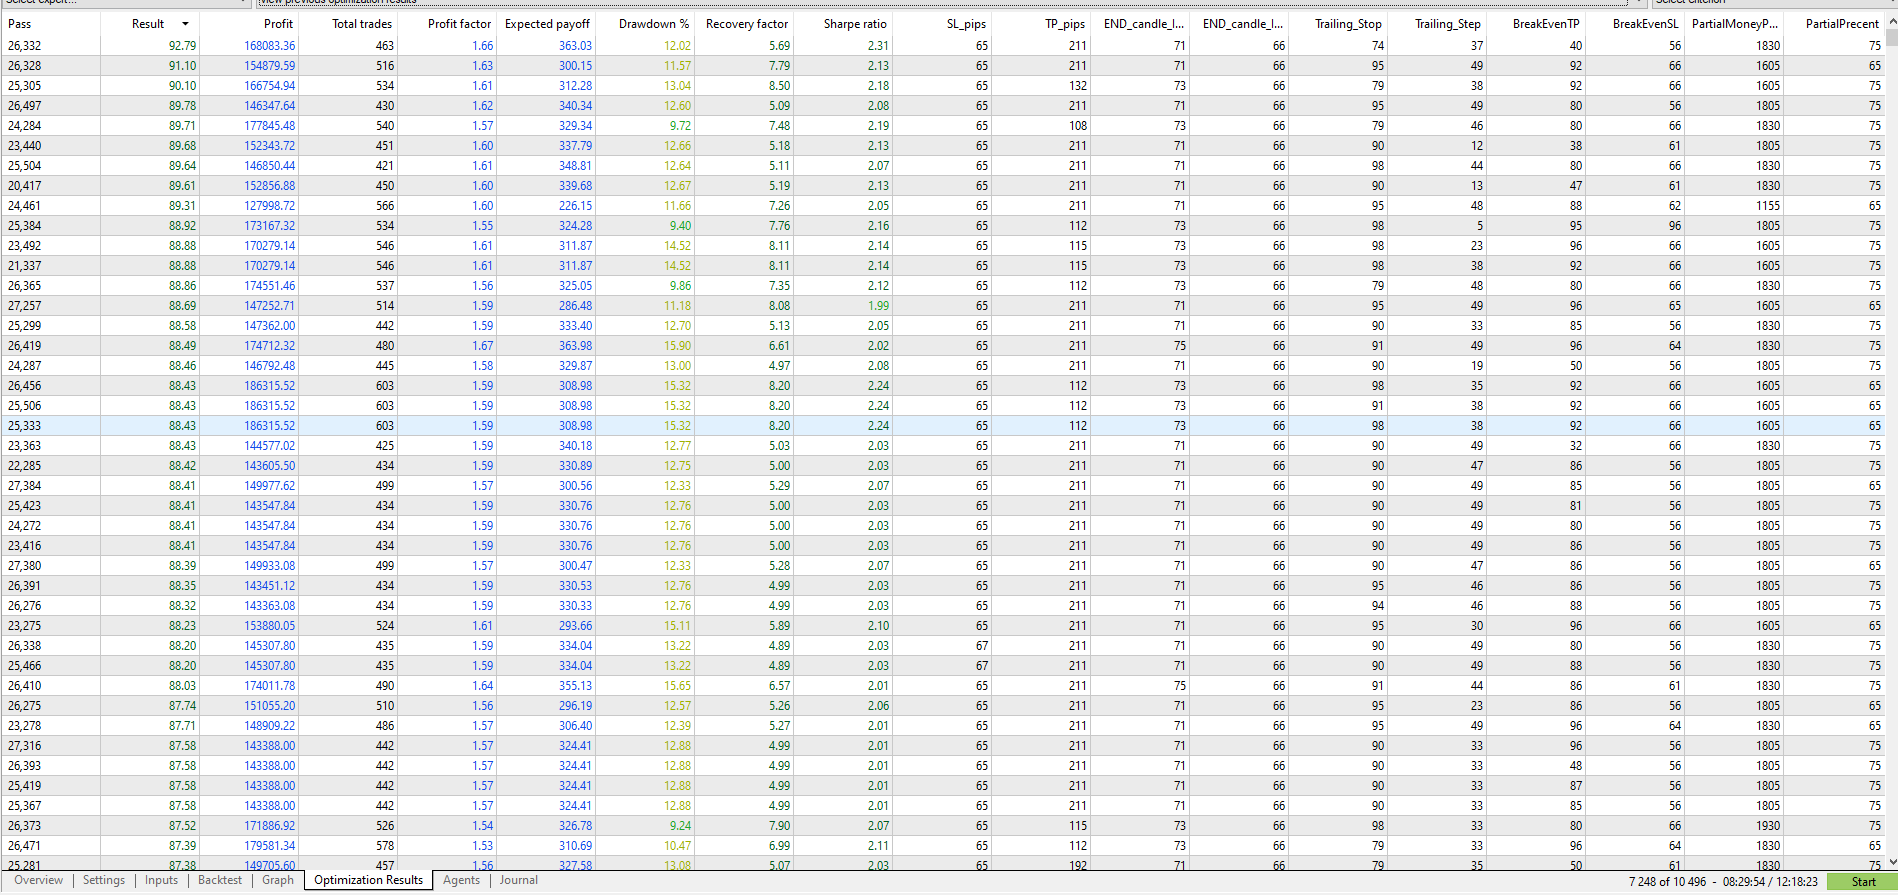 Pass Result Profit Total trades Profit factor Expected payoff Drawdown % Recovery factor Sharpe ratio SL_pips TP_pips END_candle_l... END_candle_l... Trailing_Stop Trailing_Step BreakEvenTP BreakEvenSL PartialMoneyP... PartialPrecent
26,332 92.79 168083.36 463 1.66 363.03 12.02 5.69 2.31 65 211 71 66 74 37 40 56 1830 75
26,328 91.10 154879.59 516 1.63 300.15 11.57 7.79 2.13 65 211 71 66 95 49 92 66 1605 65
25,305 90.10 166754.94 534 1.61 312.28 13.04 8.50 2.18 65 132 73 66 79 38 92 66 1605 75
26,497 89.78 146347.64 430 1.62 340.34 12.60 5.09 2.08 65 211 71 66 95 49 80 56 1805 75
24,284 89.71 177845.48 540 1.57 329.34 9.72 7.48 2.19 65 108 73 66 79 46 80 66 1830 75
23,440 89.68 152343.72 451 1.60 337.79 12.66 5.18 2.13 65 211 71 66 90 12 38 61 1805 75
25,504 89.64 146850.44 421 1.61 348.81 12.64 5.11 2.07 65 211 71 66 98 44 80 66 1830 75
20,417 89.61 152856.88 450 1.60 339.68 12.67 5.19 2.13 65 211 71 66 90 13 47 61 1830 75
24,461 89.31 127998.72 566 1.60 226.15 11.66 7.26 2.05 65 211 71 66 95 48 88 62 1155 65
25,384 88.92 173167.32 534 1.55 324.28 9.40 7.76 2.16 65 112 73 66 98 5 95 96 1805 75
23,492 88.88 170279.14 546 1.61 311.87 14.52 8.11 2.14 65 115 73 66 98 23 96 66 1605 75
21,337 88.88 170279.14 546 1.61 311.87 14.52 8.11 2.14 65 115 73 66 98 38 92 66 1605 75
26,365 88.86 174551.46 537 1.56 325.05 9.86 7.35 2.12 65 112 73 66 79 48 80 66 1830 75
27,257 88.69 147252.71 514 1.59 286.48 11.18 8.08 1.99 65 211 71 66 95 49 96 65 1605 65
25,299 88.58 147362.00 442 1.59 333.40 12.70 5.13 2.05 65 211 71 66 90 33 85 56 1830 75
26,419 88.49 174712.32 480 1.67 363.98 15.90 6.61 2.02 65 211 75 66 91 49 96 64 1830 75
24,287 88.46 146792.48 445 1.58 329.87 13.00 4.97 2.08 65 211 71 66 90 19 50 56 1805 75
26,456 88.43 186315.52 603 1.59 308.98 15.32 8.20 2.24 65 112 73 66 98 35 92 66 1605 65
25,506 88.43 186315.52 603 1.59 308.98 15.32 8.20 2.24 65 112 73 66 91 38 92 66 1605 65
25,333 88.43 186315.52 603 1.59 308.98 15.32 8.20 2.24 65 112 73 66 98 38 92 66 1605 65
23,363 88.43 144577.02 425 1.59 340.18 12.77 5.03 2.03 65 211 71 66 90 49 32 66 1830 75
22,285 88.42 143605.50 434 1.59 330.89 12.75 5.00 2.03 65 211 71 66 90 47 86 56 1805 75
27,384 88.41 149977.62 499 1.57 300.56 12.33 5.29 2.07 65 211 71 66 90 49 85 56 1805 65
25,423 88.41 143547.84 434 1.59 330.76 12.76 5.00 2.03 65 211 71 66 90 49 81 56 1805 75
24,272 88.41 143547.84 434 1.59 330.76 12.76 5.00 2.03 65 211 71 66 90 49 80 56 1805 75
23,416 88.41 143547.84 434 1.59 330.76 12.76 5.00 2.03 65 211 71 66 90 49 86 56 1805 75
27,380 88.39 149933.08 499 1.57 300.47 12.33 5.28 2.07 65 211 71 66 90 47 86 56 1805 65
26,391 88.35 143451.12 434 1.59 330.53 12.76 4.99 2.03 65 211 71 66 95 46 86 56 1805 75
26,276 88.32 143363.08 434 1.59 330.33 12.76 4.99 2.03 65 211 71 66 94 46 88 56 1805 75
23,275 88.23 153880.05 524 1.61 293.66 15.11 5.89 2.10 65 211 71 66 95 30 96 66 1605 65
26,338 88.20 145307.80 435 1.59 334.04 13.22 4.89 2.03 67 211 71 66 90 49 80 56 1830 75
25,466 88.20 145307.80 435 1.59 334.04 13.22 4.89 2.03 67 211 71 66 90 49 88 56 1830 75
26,410 88.03 174011.78 490 1.64 355.13 15.65 6.57 2.01 65 211 75 66 91 44 86 61 1830 75
26,275 87.74 151055.20 510 1.56 296.19 12.57 5.26 2.06 65 211 71 66 95 23 86 56 1805 65
23,278 87.71 148909.22 486 1.57 306.40 12.39 5.27 2.01 65 211 71 66 95 49 96 64 1830 65
27,316 87.58 143388.00 442 1.57 324.41 12.88 4.99 2.01 65 211 71 66 90 33 96 56 1805 75
26,393 87.58 143388.00 442 1.57 324.41 12.88 4.99 2.01 65 211 71 66 90 33 48 56 1805 75
25,419 87.58 143388.00 442 1.57 324.41 12.88 4.99 2.01 65 211 71 66 90 33 87 56 1805 75
25,367 87.58 143388.00 442 1.57 324.41 12.88 4.99 2.01 65 211 71 66 90 33 85 56 1805 75
26,373 87.52 171886.92 526 1.54 326.78 9.24 7.90 2.07 65 115 73 66 98 33 80 66 1930 75
26,471 87.39 179581.34 578 1.53 310.69 10.47 6.99 2.11 65 112 73 66 79 33 96 64 1830 75
25,281 87.38 149705.60 457 1.56 327.58 13.08 5.07 2.03 65 192 71 66 79 35 50 61 1830 75
Overview Settings Inputs Backtest Graph Optimization Results Agents Journal 7 248 of 10 496 - 08:29:54 / 12:18:23 Start